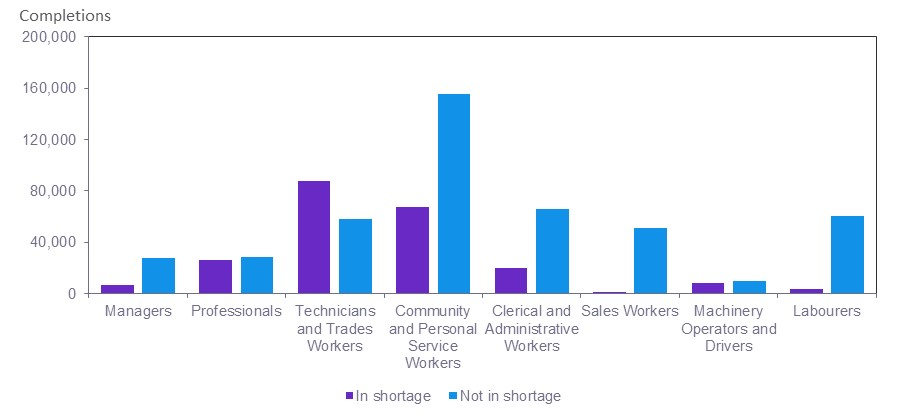 Completions
200,000
160,000
120,000
80,000
40,000
0
Managers
Professionals
Technicians
and Trades
Workers
Community
and Personal
Service
Workers
Clerical and
Administrative
Workers
Sales Workers
Machinery
Operators and
Drivers
Labourers
In shortage
Not in shortage